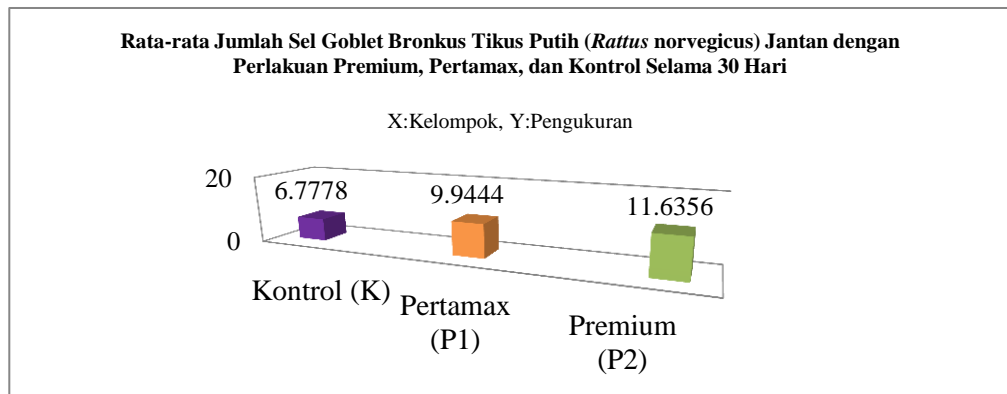 Rata-rata Jumlah Sel Goblet Bronkus Tikus Putih (Rattus norvegicus) Jantan dengan
Perlakuan Premium, Pertamax, dan Kontrol Selama 30 Hari
X:Kelompok, Y:Pengukuran
20
0
6.7778
9.9444
11.6356
Kontrol (K)
Pertamax
(P1)
Premium
(P2)